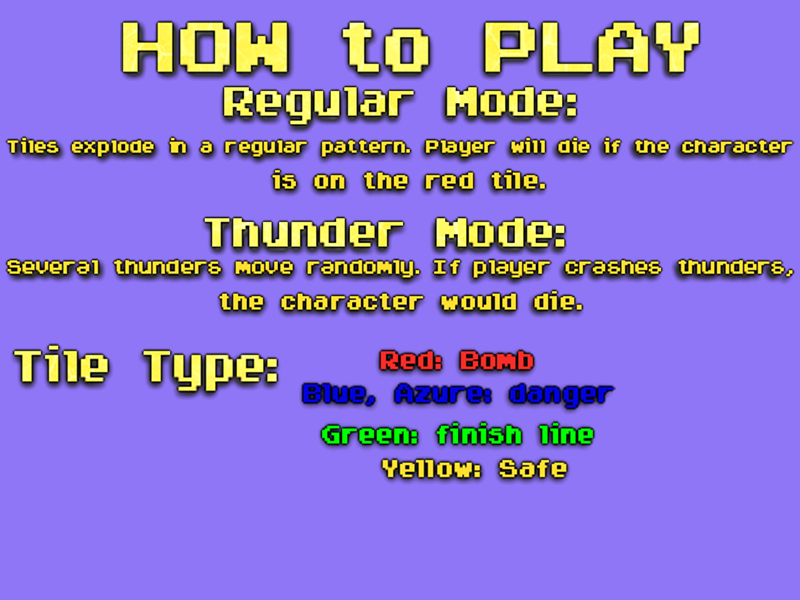 HOW to PLAY
Regular Mode:
Tiles explode in a regular pattern. Player will die if the character
is on the red tile.
Thunder Mode:
Several thunders move randomly. If player crashes thunders,
the character would die.
Tile Type:
Red: Bomb
Blue, Azure: danger
Green: finish line
Yellow: Safe